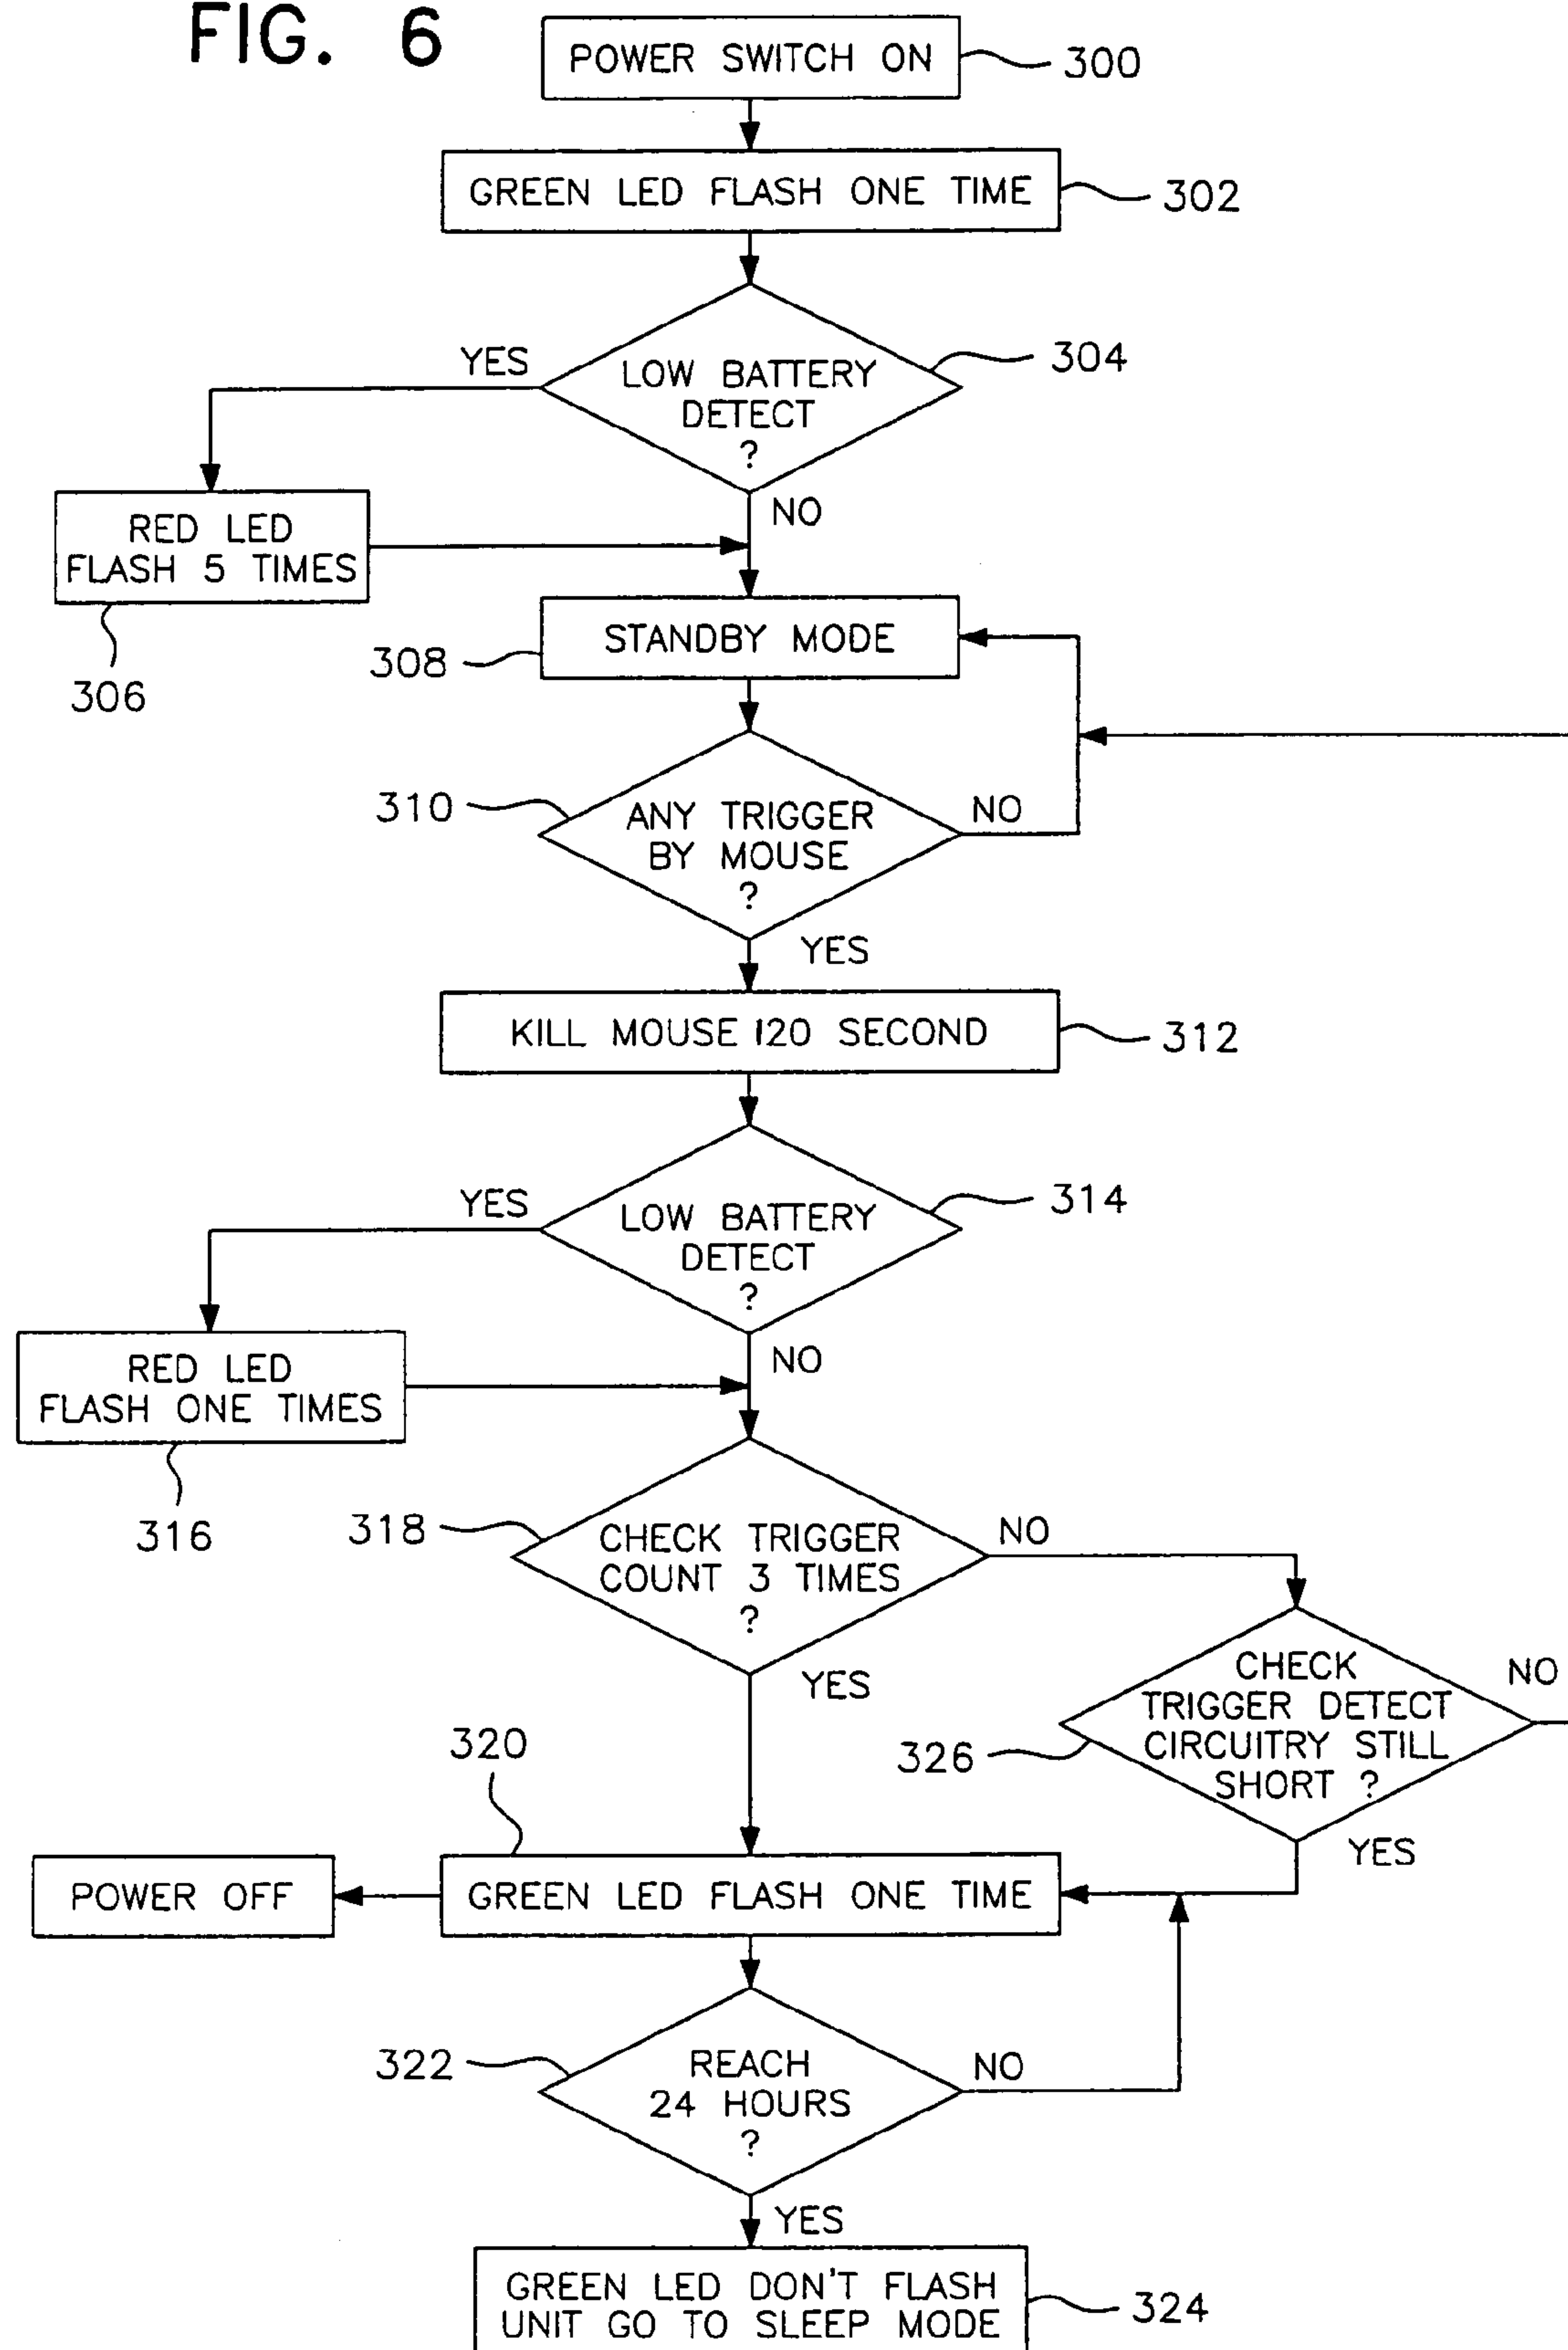 FIG. 6
POWER SWITCH ON
300
GREEN LED FLASH ONE TIME
302
YES
LOW BATTERY
DETECT
?
304
NO
RED LED
FLASH 5 TIMES
306
STANDBY MODE
308
310
ANY TRIGGER
BY MOUSE
?
NO
YES
KILL MOUSE 120 SECOND
312
YES
LOW BATTERY
DETECT
?
314
NO
RED LED
FLASH ONE TIMES
316
318
CHECK TRIGGER
COUNT 3 TIMES
?
NO
YES
CHECK
TRIGGER DETECT
CIRCUITRY STILL
SHORT ?
NO
326
YES
320
POWER OFF
GREEN LED FLASH ONE TIME
322
REACH
24 HOURS
?
NO
YES
GREEN LED DON'T FLASH
UNIT GO TO SLEEP MODE
324